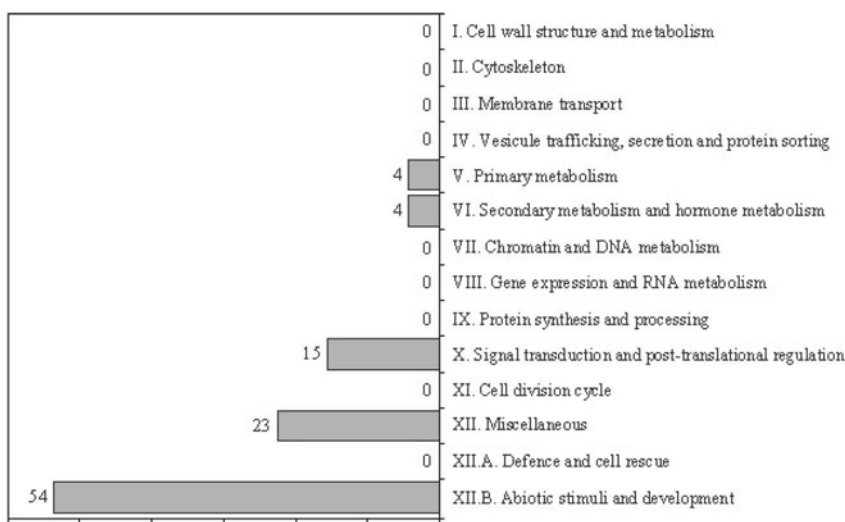 0 I. Cell wall structure and metabolism
0 II. Cytoskeleton
0 III. Membrane transport
0 IV. Vesicule trafficking, secretion and protein sorting
4 V. Primary metabolism
4 VI. Secondary metabolism and hormone metabolism
0 VII. Chromatin and DNA metabolism
0 VIII. Gene expression and RNA metabolism
0 IX. Protein synthesis and processing
15 X. Signal transduction and post-translational regulation
0 XI. Cell division cycle
23 XII. Miscellaneous
0 XII.A. Defence and cell rescue
54 XII.B. Abiotic stimuli and development